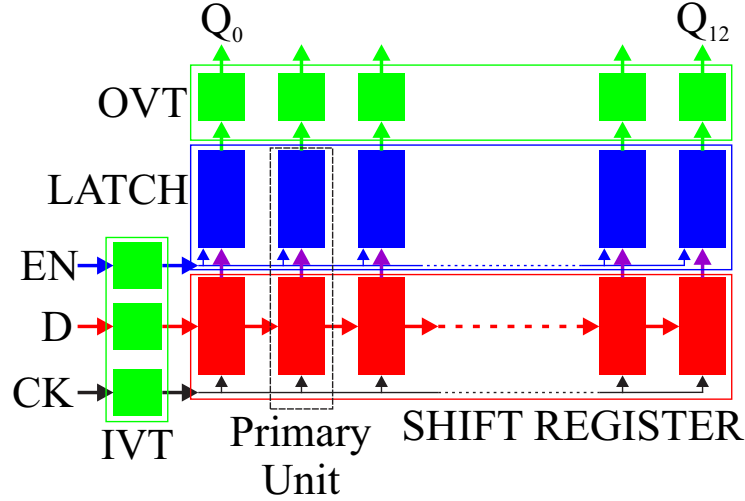 Q0 Q12
OVT
LATCH
EN
D
CK
IVT
Primary
Unit
SHIFT REGISTER